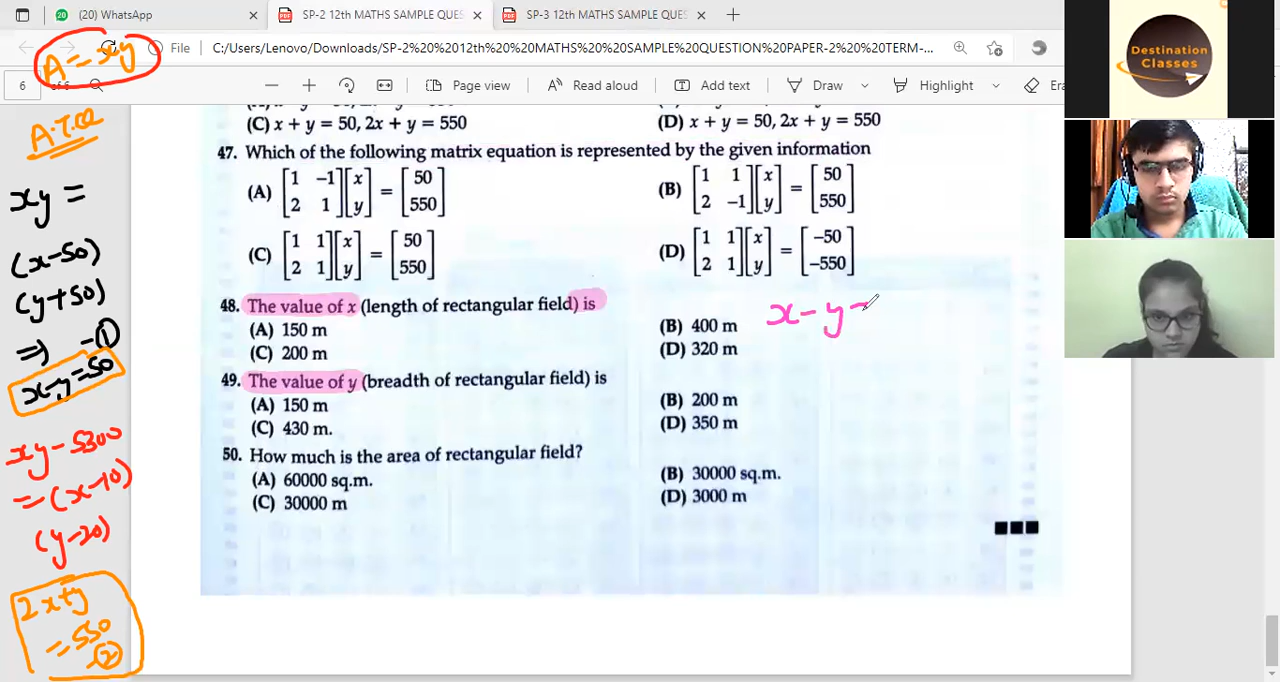 (20) WhatsApp
SP-2 12th MATHS SAMPLE QUES
SP-3 12th MATHS SAMPLE QUES
File
C:/Users/Lenovo/Downloads/SP-2%20%2012th%20%20MATHS%20%20SAMPLE%20QUESTION%20PAPER-2%20%20TERM-...
6
of 6
Page view
Read aloud
Add text
Draw
Highlight
Era
Destination
Classes
A = xy
A.T.Q
xy =
(x-50)
(y+50)
⇒ -①
x-y=50
xy-5300
=(x-10)
(y-20)
2x+y
=550
-②
(C) x + y = 50, 2x + y = 550
(D) x + y = 50, 2x + y = 550
47. Which of the following matrix equation is represented by the given information
(A) [1 -1 2 1][x y] = [50 550]
(B) [1 1 2 -1][x y] = [50 550]
(C) [1 1 2 1][x y] = [50 550]
(D) [1 1 2 1][x y] = [-50 -550]
48. The value of x (length of rectangular field) is
(A) 150 m
(B) 400 m
(C) 200 m
(D) 320 m
x - y =
49. The value of y (breadth of rectangular field) is
(A) 150 m
(B) 200 m
(C) 430 m.
(D) 350 m
50. How much is the area of rectangular field?
(A) 60000 sq.m.
(B) 30000 sq.m.
(C) 30000 m
(D) 3000 m